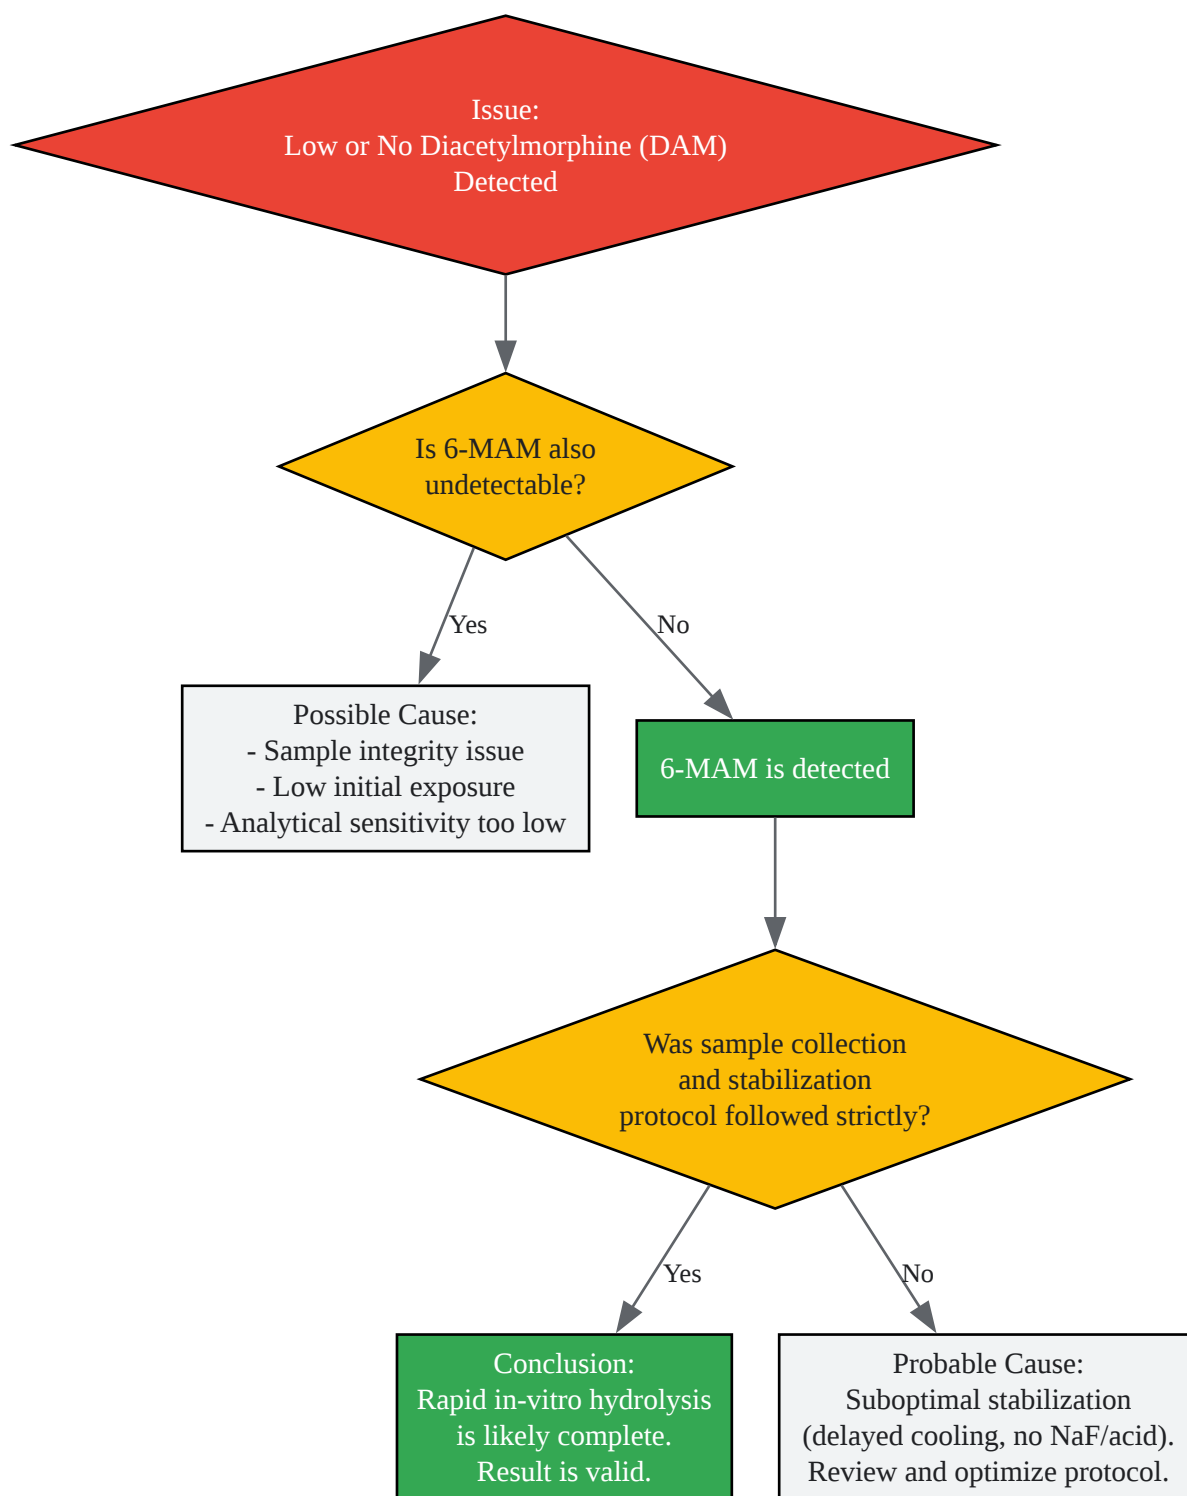 Issue:
Low or No Diacetylmorphine (DAM)
Detected
Is 6-MAM also
undetectable?
Yes
No
Possible Cause:
- Sample integrity issue
- Low initial exposure
- Analytical sensitivity too low
6-MAM is detected
Was sample collection
and stabilization
protocol followed strictly?
Yes
No
Conclusion:
Rapid in-vitro hydrolysis
is likely complete.
Result is valid.
Probable Cause:
Suboptimal stabilization
(delayed cooling, no NaF/acid).
Review and optimize protocol.